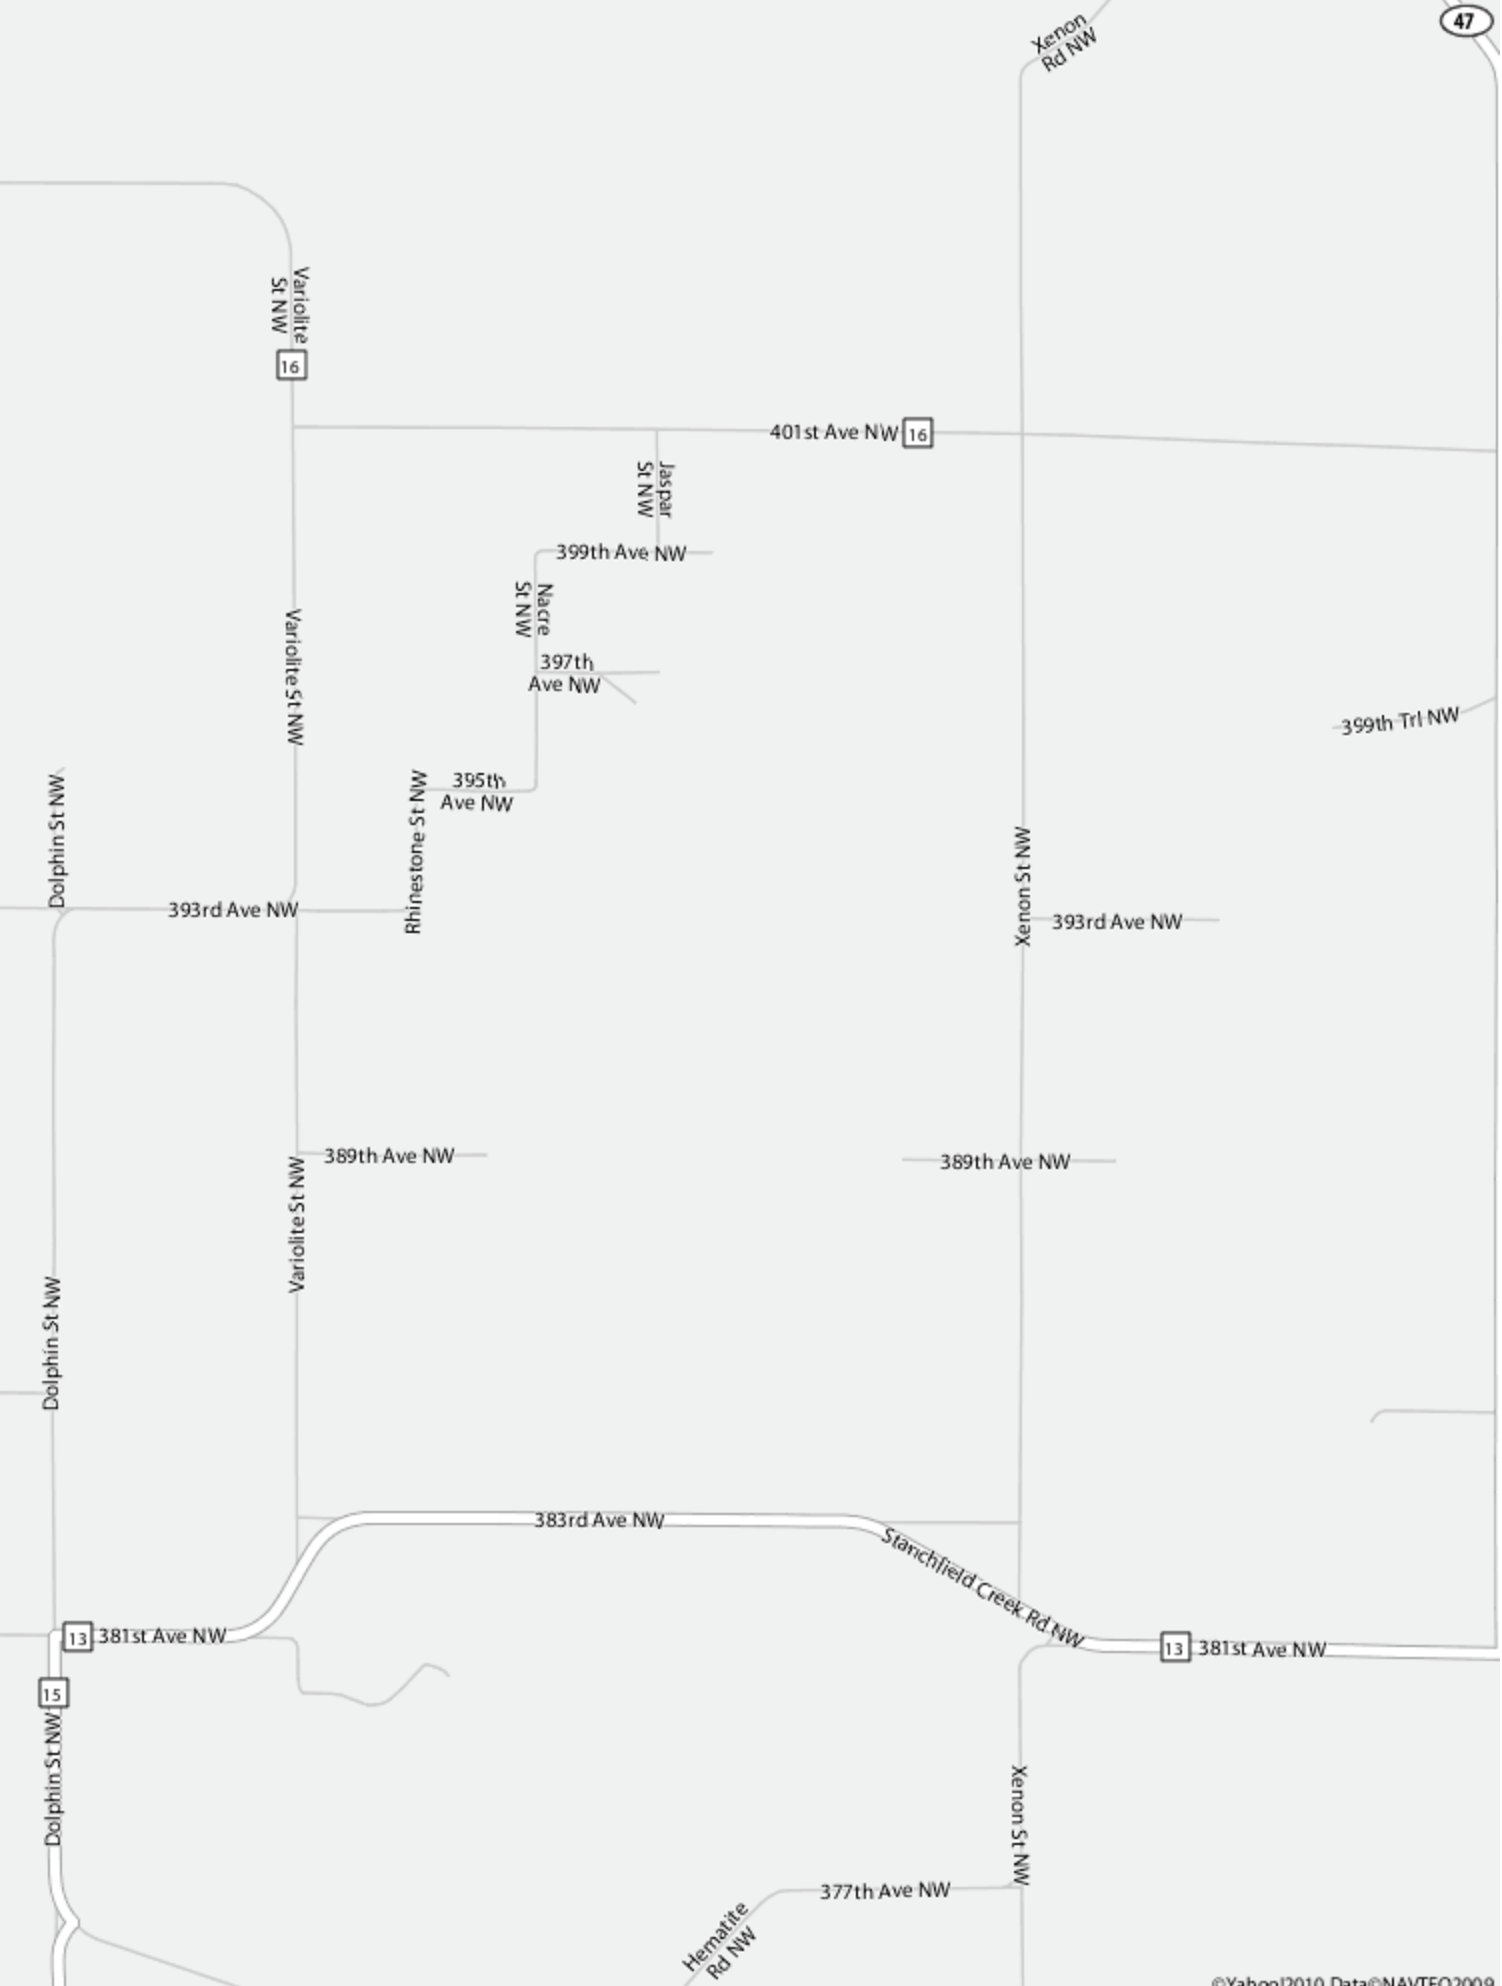 Xenon
Rd NW
47
Variolite
St NW
16
401st Ave NW
16
Jaspar
St NW
399th Ave NW
Nacre
St NW
Variolite St NW
397th
Ave NW
399th Trl NW
Dolphin St NW
Rhinestone St NW
395th
Ave NW
Xenon St NW
393rd Ave NW
393rd Ave NW
389th Ave NW
389th Ave NW
Variolite St NW
Dolphin St NW
383rd Ave NW
Stanchfield Creek Rd NW
13
381st Ave NW
13
381st Ave NW
15
Dolphin St NW
Xenon St NW
377th Ave NW
Hematite
Rd NW
©Yahoo!2010 Data©NAVTEQ2009